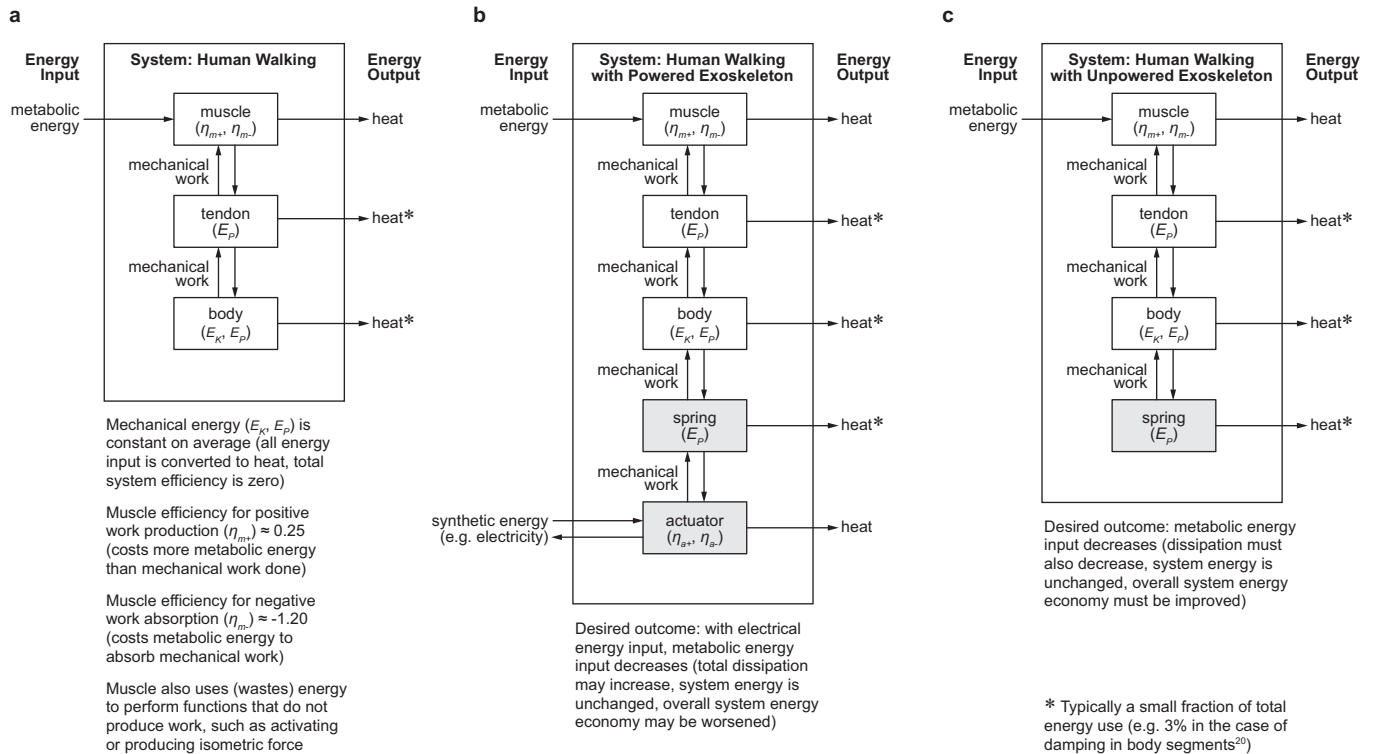 a
Energy
Input
System: Human Walking
Energy
Output
metabolic
energy
muscle
(ηm+, ηm-)
heat
mechanical
work
tendon
(EP)
heat*
mechanical
work
body
(EK, EP)
heat*
Mechanical energy (EK, EP) is
constant on average (all energy
input is converted to heat, total
system efficiency is zero)
Muscle efficiency for positive
work production (ηm+) ≈ 0.25
(costs more metabolic energy
than mechanical work done)
Muscle efficiency for negative
work absorption (ηm-) ≈ -1.20
(costs metabolic energy to
absorb mechanical work)
Muscle also uses (wastes) energy
to perform functions that do not
produce work, such as activating
or producing isometric force
b
Energy
Input
System: Human Walking
with Powered Exoskeleton
Energy
Output
metabolic
energy
muscle
(ηm+, ηm-)
heat
mechanical
work
tendon
(EP)
heat*
mechanical
work
body
(EK, EP)
heat*
mechanical
work
spring
(EP)
heat*
mechanical
work
synthetic energy
(e.g. electricity)
actuator
(ηa+, ηa-)
heat
Desired outcome: with electrical
energy input, metabolic energy
input decreases (total dissipation
may increase, system energy is
unchanged, overall system energy
economy may be worsened)
c
Energy
Input
System: Human Walking
with Unpowered Exoskeleton
Energy
Output
metabolic
energy
muscle
(ηm+, ηm-)
heat
mechanical
work
tendon
(EP)
heat*
mechanical
work
body
(EK, EP)
heat*
mechanical
work
spring
(EP)
heat*
Desired outcome: metabolic energy
input decreases (dissipation must
also decrease, system energy is
unchanged, overall system energy
economy must be improved)
* Typically a small fraction of total
energy use (e.g. 3% in the case of
damping in body segments²⁰)